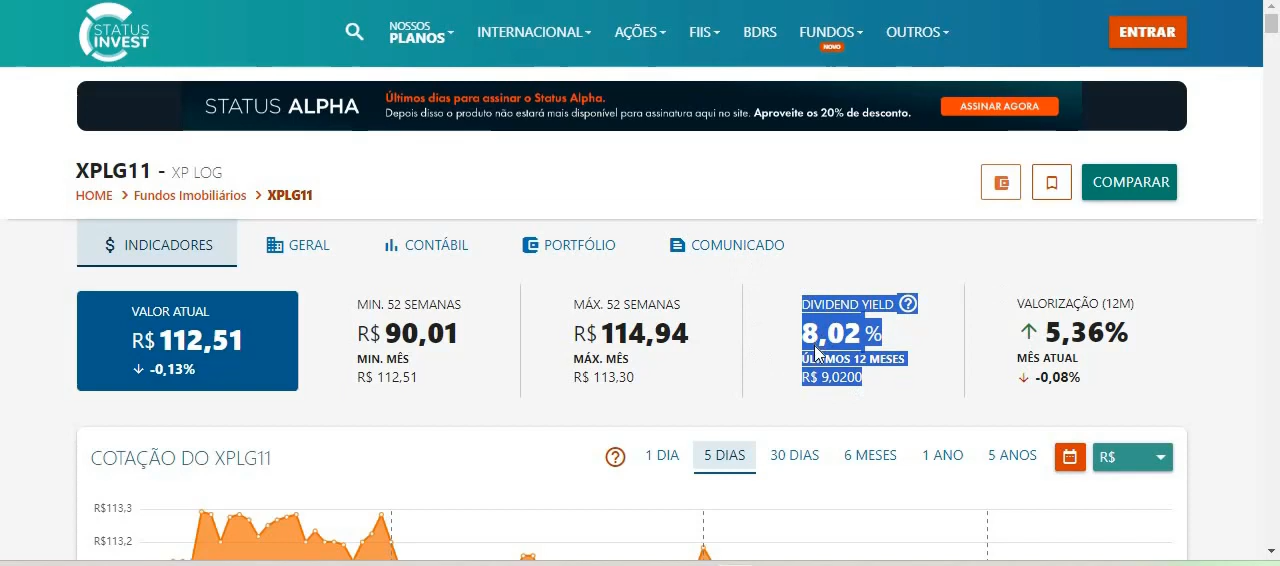 STATUS
INVEST
NOSSOS
PLANOS
INTERNACIONAL
AÇÕES
FIIS
BDRS
FUNDOS
NOVO
OUTROS
ENTRAR
STATUS ALPHA
Últimos dias para assinar o Status Alpha.
Depois disso o produto não estará mais disponível para assinatura aqui no site. Aproveite os 20% de desconto.
ASSINAR AGORA
XPLG11 - XP LOG
HOME > Fundos Imobiliários > XPLG11
COMPARAR
INDICADORES
GERAL
CONTÁBIL
PORTFÓLIO
COMUNICADO
VALOR ATUAL
R$ 112,51
-0,13%
MIN. 52 SEMANAS
R$ 90,01
MIN. MÊS
R$ 112,51
MÁX. 52 SEMANAS
R$ 114,94
MÁX. MÊS
R$ 113,30
DIVIDEND YIELD ?
8,02 %
ÚLTIMOS 12 MESES
R$ 9,0200
VALORIZAÇÃO (12M)
5,36%
MÊS ATUAL
-0,08%
COTAÇÃO DO XPLG11
?
1 DIA
5 DIAS
30 DIAS
6 MESES
1 ANO
5 ANOS
R$
R$113,3
R$113,2